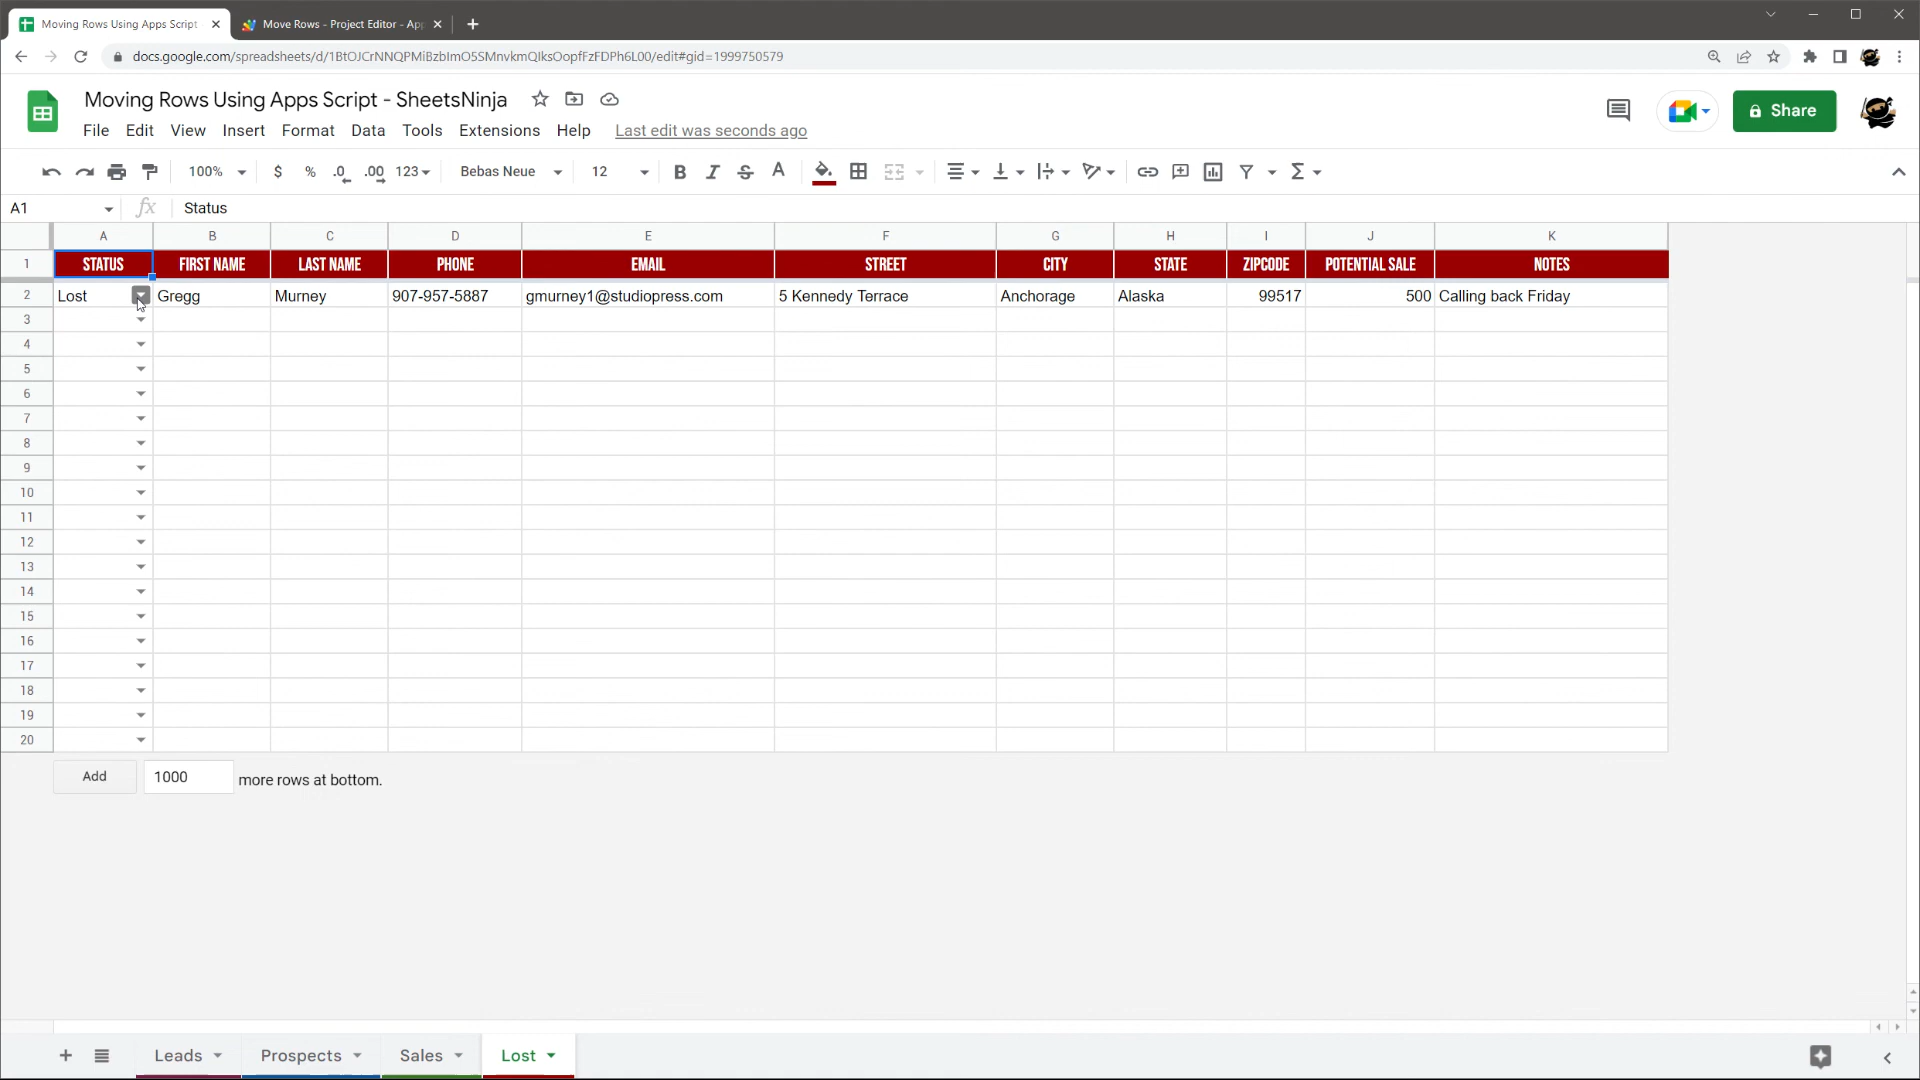 Moving Rows Using Apps Script
Move Rows - Project Editor - Ap
docs.google.com/spreadsheets/d/1BtOJCrNNQPMiBzbImO5SMnvkmQIksOopfFzFDPh6L00/edit#gid=1999750579
Moving Rows Using Apps Script - SheetsNinja
File Edit View Insert Format Data Tools Extensions Help Last edit was seconds ago
Share
100% $ % .0 .00 123 Bebas Neue 12
A1 fx Status
A B C D E F G H I J K
1 STATUS FIRST NAME LAST NAME PHONE EMAIL STREET CITY STATE ZIPCODE POTENTIAL SALE NOTES
2 Lost Gregg Murney 907-957-5887 gmurney1@studiopress.com 5 Kennedy Terrace Anchorage Alaska 99517 500 Calling back Friday
3
4
5
6
7
8
9
10
11
12
13
14
15
16
17
18
19
20
Add 1000 more rows at bottom.
Leads Prospects Sales Lost